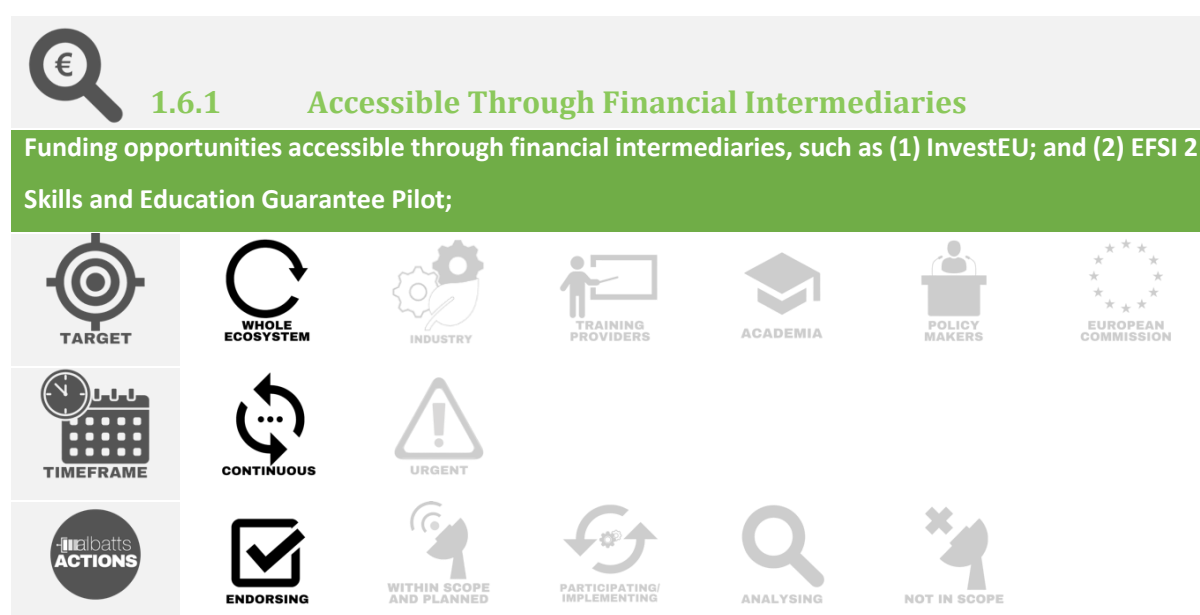 €
1.6.1 Accessible Through Financial Intermediaries
Funding opportunities accessible through financial intermediaries, such as (1) InvestEU; and (2) EFSI 2
Skills and Education Guarantee Pilot;
TARGET
WHOLE
ECOSYSTEM
INDUSTRY
TRAINING
PROVIDERS
ACADEMIA
POLICY
MAKERS
EUROPEAN
COMMISSION
TIMEFRAME
CONTINUOUS
URGENT
albatts
ACTIONS
ENDORSING
WITHIN SCOPE
AND PLANNED
PARTICIPATING/
IMPLEMENTING
ANALYSING
NOT IN SCOPE